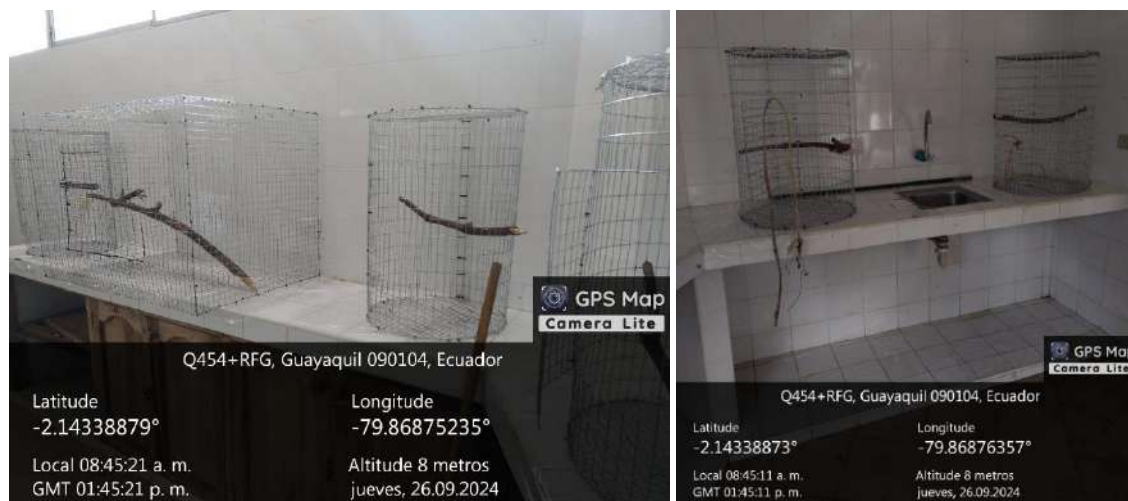 GPS Map
Camera Lite
Q454+RFG, Guayaquil 090104, Ecuador
Latitude
-2.14338879°
Longitude
-79.86875235°
Local 08:45:21 a. m.
GMT 01:45:21 p. m.
Altitude 8 metros
jueves, 26.09.2024
GPS Map
Camera Lite
Q454+RFG, Guayaquil 090104, Ecuador
Latitude
-2.14338873°
Longitude
-79.86876357°
Local 08:45:11 a. m.
GMT 01:45:11 p. m.
Altitude 8 metros
jueves, 26.09.2024